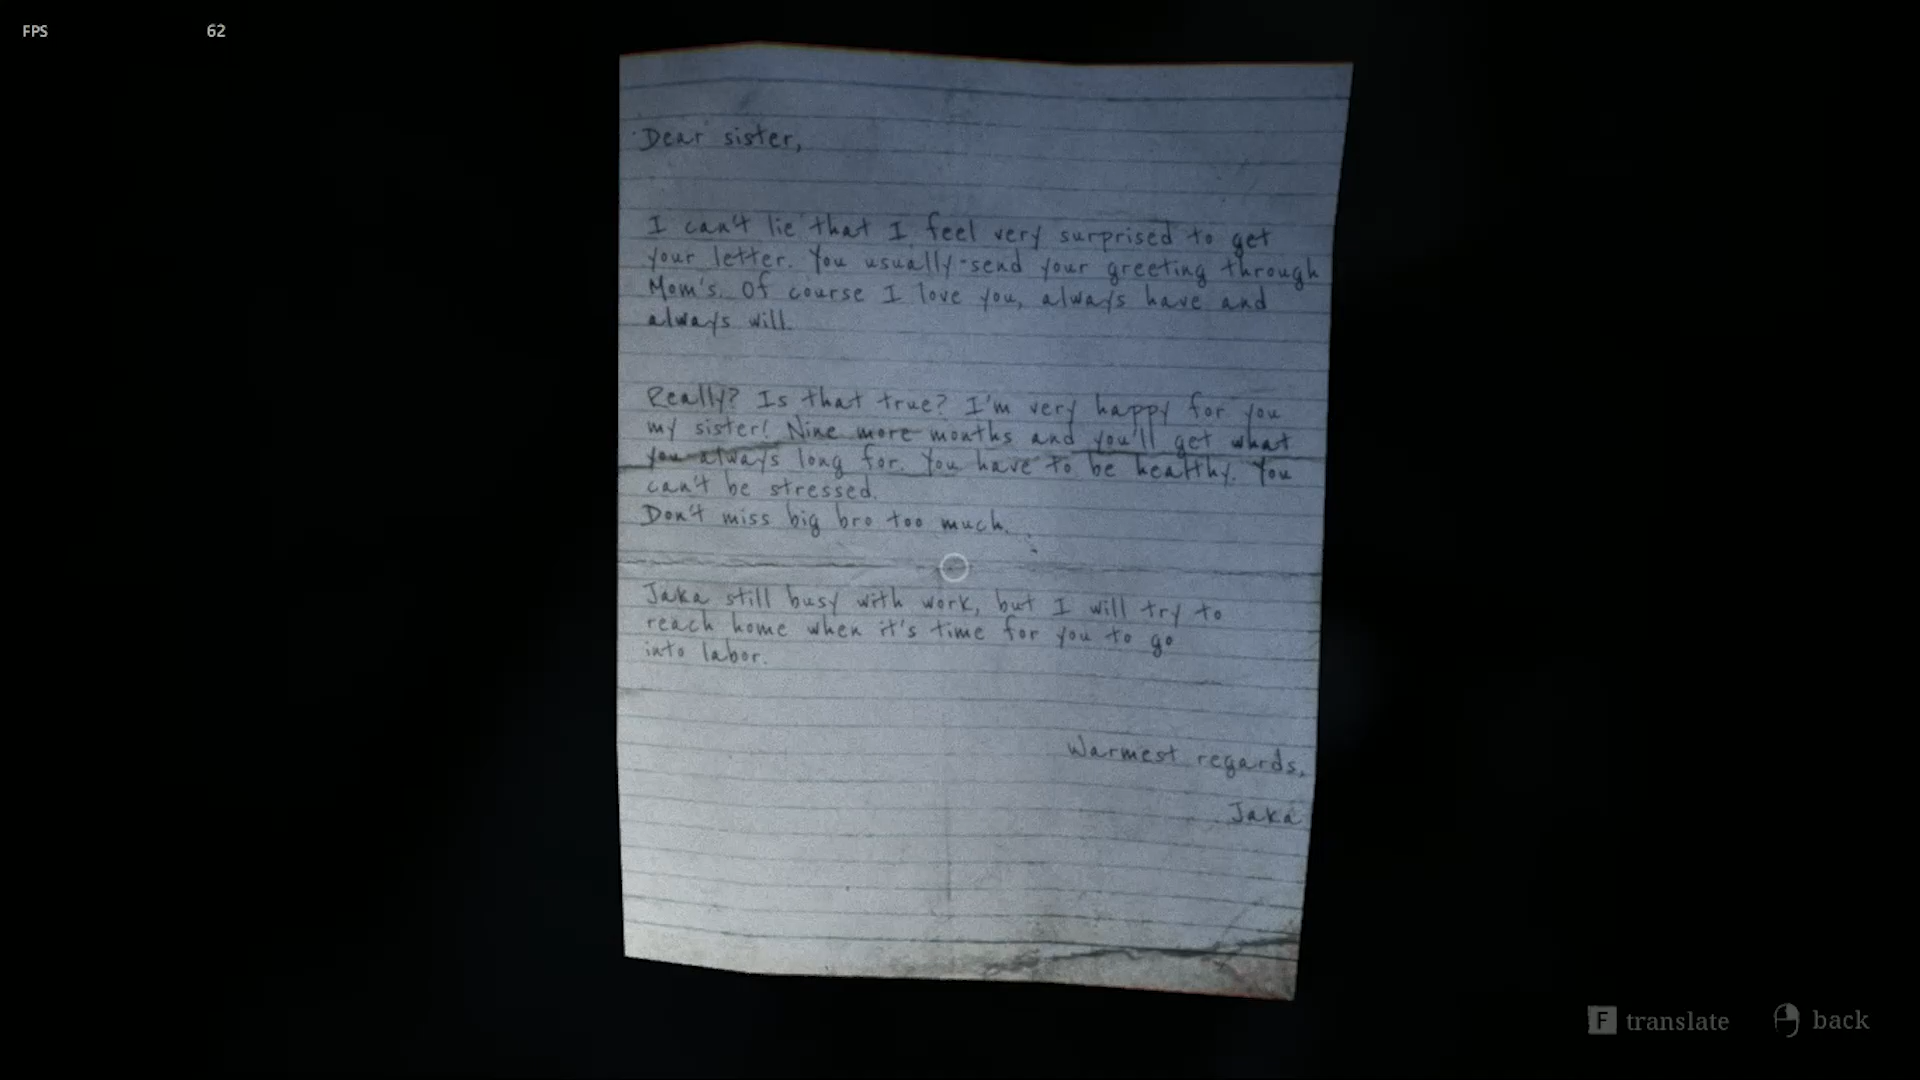 FPS 62
Dear sister,
I can't lie that I feel very surprised to get
your letter. You usually send your greeting through
Mom's. Of course I love you, always have and
always will.
Really? Is that true? I'm very happy for you
my sister! Nine more months and you'll get what
you always long for. You have to be healthy. You
can't be stressed.
Don't miss big bro too much.
Jaka still busy with work, but I will try to
reach home when it's time for you to go
into labor.
Warmest regards,
Jaka
F translate back